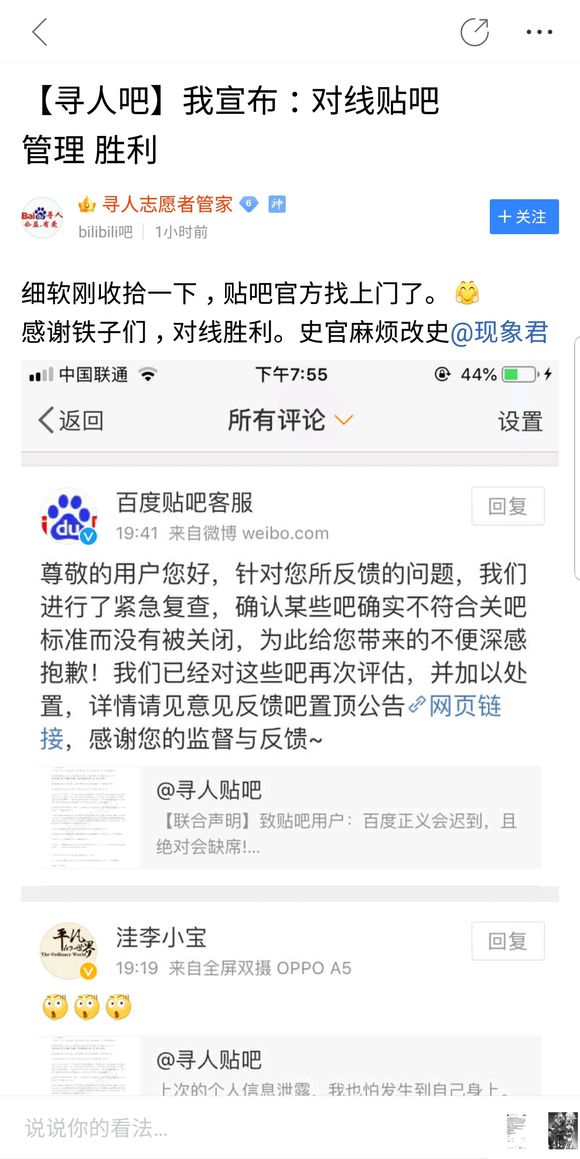 【寻人吧】我宣布：对线贴吧
管理 胜利
Bai 寻人
公益.有爱
寻人志愿者管家 6 神
bilibili吧 1小时前
＋关注
细软刚收拾一下，贴吧官方找上门了。
感谢铁子们，对线胜利。史官麻烦改史@现象君
中国联通 下午7:55 44%
返回 所有评论 设置
百度贴吧客服 回复
19:41 来自微博 weibo.com
du
尊敬的用户您好，针对您所反馈的问题，我们
进行了紧急复查，确认某些吧确实不符合关吧
标准而没有被关闭，为此给您带来的不便深感
抱歉！我们已经对这些吧再次评估，并加以处
置，详情请见意见反馈吧置顶公告网页链
接，感谢您的监督与反馈~
@寻人贴吧
【联合声明】致贴吧用户：百度正义会迟到，且
绝对会缺席!...
洼李小宝 回复
19:19 来自全屏双摄 OPPO A5
平凡的世界
The Ordinary World
@寻人贴吧
上次的个人信息泄露，我也怕发生到自己身上。
说说你的看法...